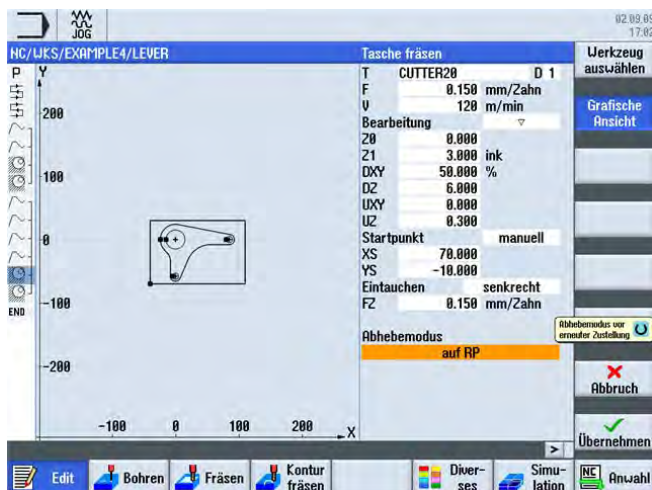 JOG
02.09.09
17:02
NC/WKS/EXAMPLE4/LEVER
Tasche fräsen
Werkzeug
auswählen
P
Y
T CUTTER20 D 1
F 0.150 mm/Zahn
V 120 m/min
Grafische
Ansicht
Bearbeitung ▽
Z0 0.000
Z1 3.000 ink
DXY 50.000 %
DZ 6.000
UXY 0.000
UZ 0.300
Startpunkt manuell
XS 70.000
YS -10.000
Eintauchen senkrecht
FZ 0.150 mm/Zahn
200
100
0
-100
-200
END
Abhebemodus vor
erneuter Zustellung
Abhebemodus
auf RP
Abbruch
-100 0 100 200 X
Übernehmen
>
Edit
Bohren
Fräsen
Kontur
fräsen
Diver-
ses
Simu-
lation
NC
Anwahl